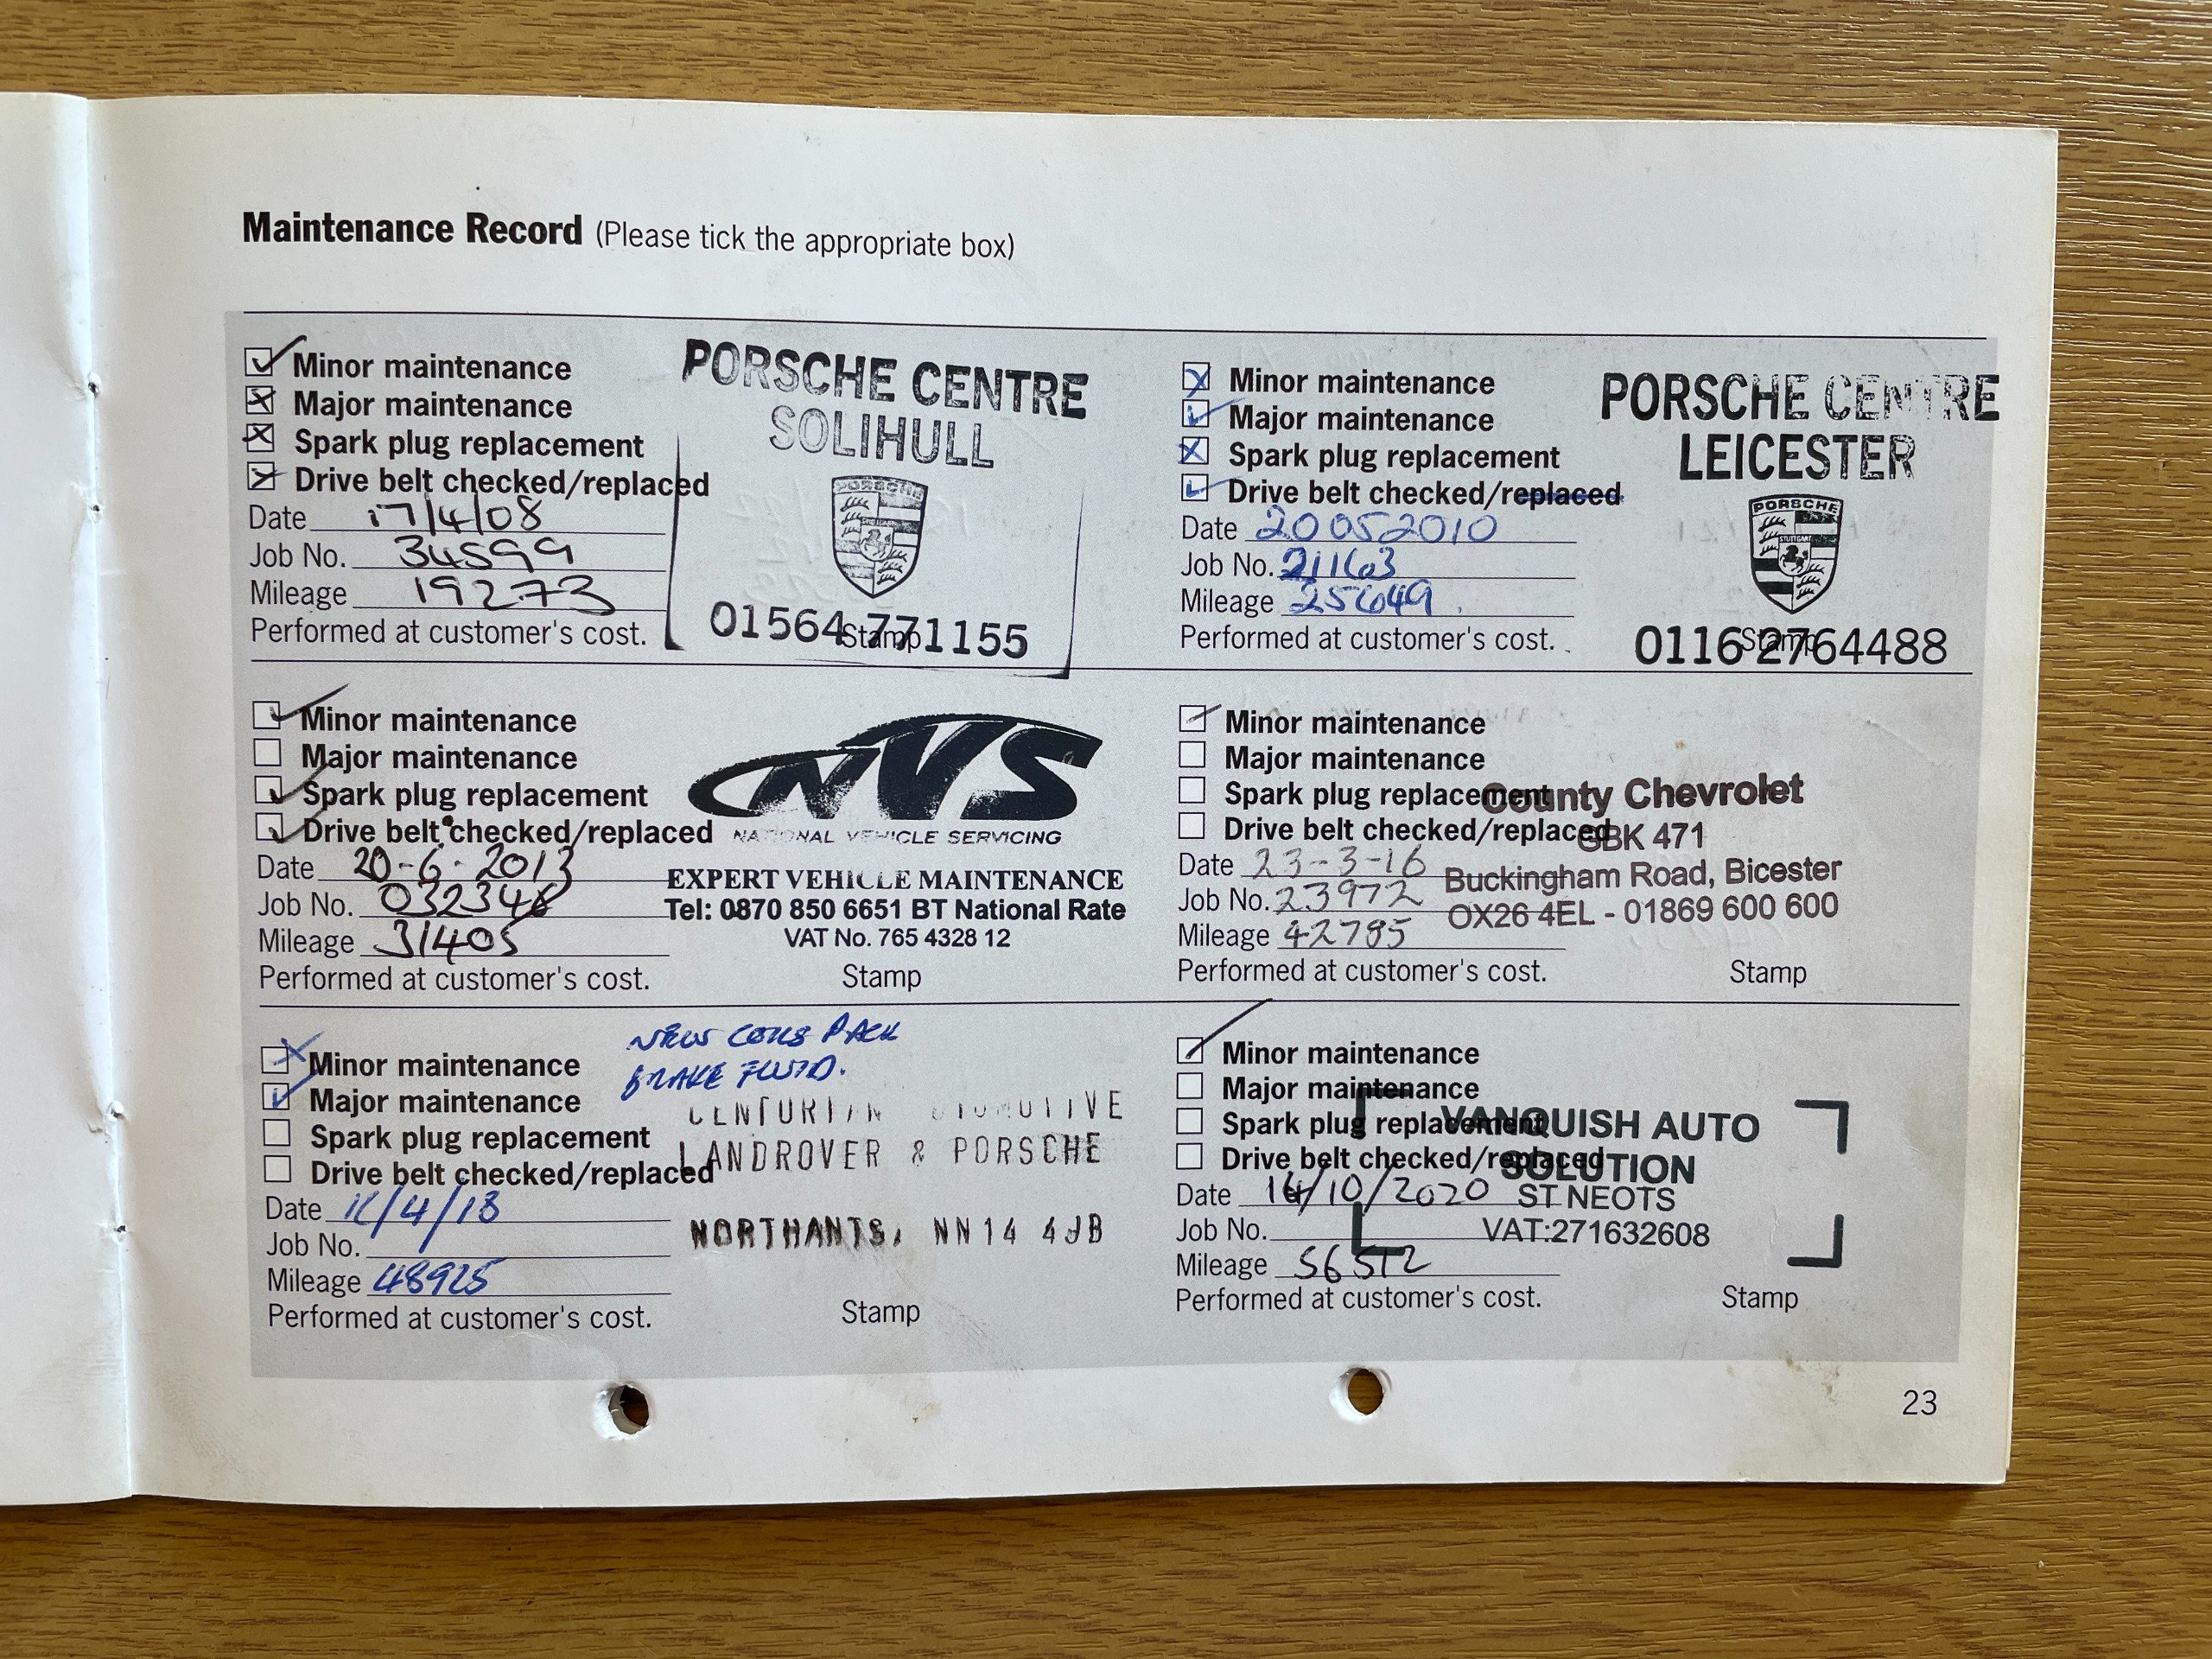 Maintenance Record (Please tick the appropriate box)
Minor maintenance
Major maintenance
Spark plug replacement
Drive belt checked/replaced
Date 17/4/08
Job No. 34599
Mileage 19273
Performed at customer's cost.
PORSCHE CENTRE
SOLIHULL
PORSCHE
01564 771155
Stamp
Minor maintenance
Major maintenance
Spark plug replacement
Drive belt checked/replaced
Date 20 05 2010
Job No. 21163
Mileage 25649
Performed at customer's cost.
PORSCHE CENTRE
LEICESTER
PORSCHE
STUTTGART
0116 2764488
Stamp
Minor maintenance
Major maintenance
Spark plug replacement
Drive belt checked/replaced
Date 20-6-2013
Job No.
Mileage 31405
Performed at customer's cost.
NVS
NATIONAL VEHICLE SERVICING
EXPERT VEHICLE MAINTENANCE
Tel: 0870 850 6651 BT National Rate
VAT No. 765 4328 12
Stamp
Minor maintenance
Major maintenance
Spark plug replacement
Drive belt checked/replaced
Date 23-3-16
Job No. 23972
Mileage 42785
Performed at customer's cost.
County Chevrolet
GBK 471
Buckingham Road, Bicester
OX26 4EL - 01869 600 600
Stamp
Minor maintenance
Major maintenance
Spark plug replacement
Drive belt checked/replaced
Date
Job No.
Mileage 48925
Performed at customer's cost.
NEW COILS PACK
BRAKE FLUID.
LANDROVER & PORSCHE
NORTHANTS, NN14 4JB
Stamp
Minor maintenance
Major maintenance
Spark plug replacement
Drive belt checked/replaced
Date 14/10/2020
Job No.
Mileage 56512
Performed at customer's cost.
VANQUISH AUTO
SOLUTION
ST NEOTS
VAT:271632608
Stamp
23